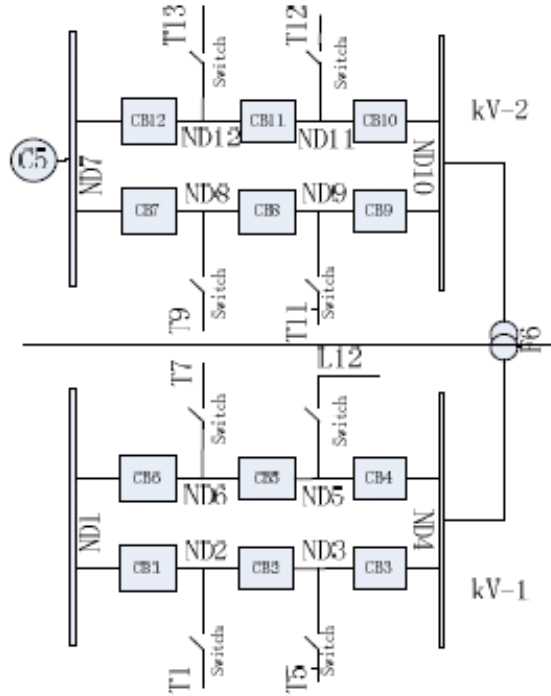 T13
Switch
T12
Switch
CB12
CB11
CB10
kV-2
ND12
ND11
C5
ND7
ND10
ND8
ND9
CB7
CB8
CB9
Switch
T9
Switch
T11
F6
T7
Switch
L12
Switch
CB6
CB5
CB4
ND6
ND5
ND1
ND4
ND2
ND3
CB1
CB2
CB3
kV-1
Switch
T1
Switch
T5